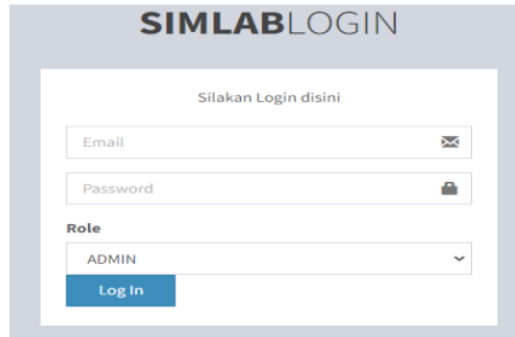 SIMLABLOGIN
Silakan Login disini
Email
Password
Role
ADMIN
Log In